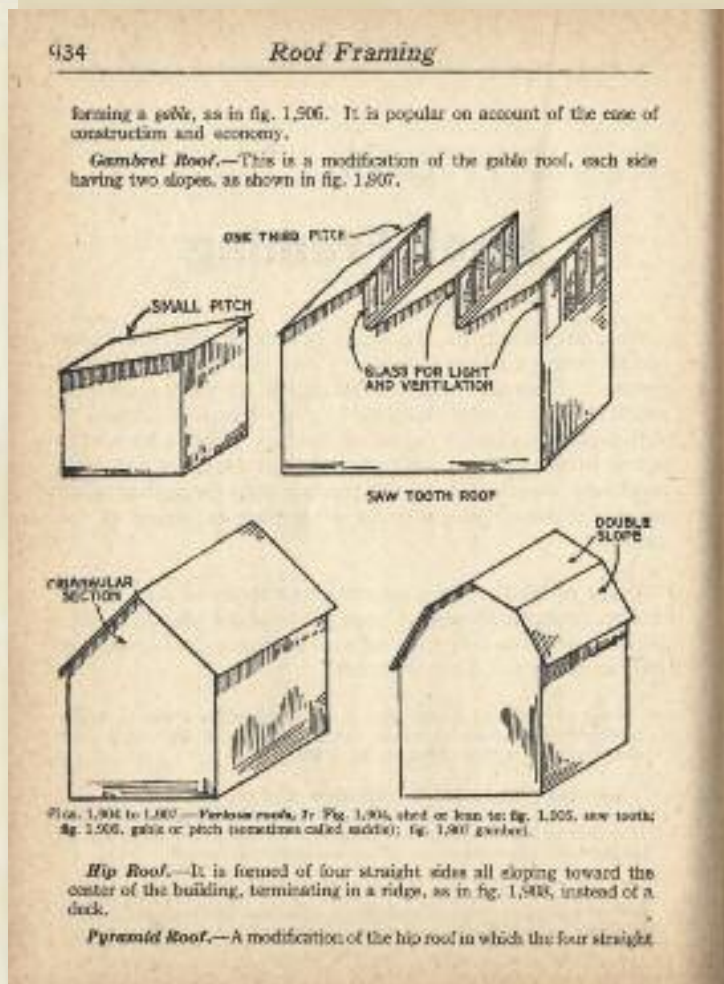 934
Roof Framing
forming a gable, as in fig. 1,906. It is popular on account of the ease of
construction and economy.
Gambrel Roof.—This is a modification of the gable roof, each side
having two slopes, as shown in fig. 1,907.
ONE THIRD PITCH
SMALL PITCH
GLASS FOR LIGHT
AND VENTILATION
SAW TOOTH ROOF
DOUBLE
SLOPE
TRIANGULAR
SECTION
Figs. 1,904 to 1,907.—Various roofs. In Fig. 1,904, shed or lean to; fig. 1,905, saw tooth;
fig. 1,906, gable or pitch (sometimes called saddle); fig. 1,907 gambrel.
Hip Roof.—It is formed of four straight sides all sloping toward the
center of the building, terminating in a ridge, as in fig. 1,908, instead of a
deck.
Pyramid Roof.—A modification of the hip roof in which the four straight